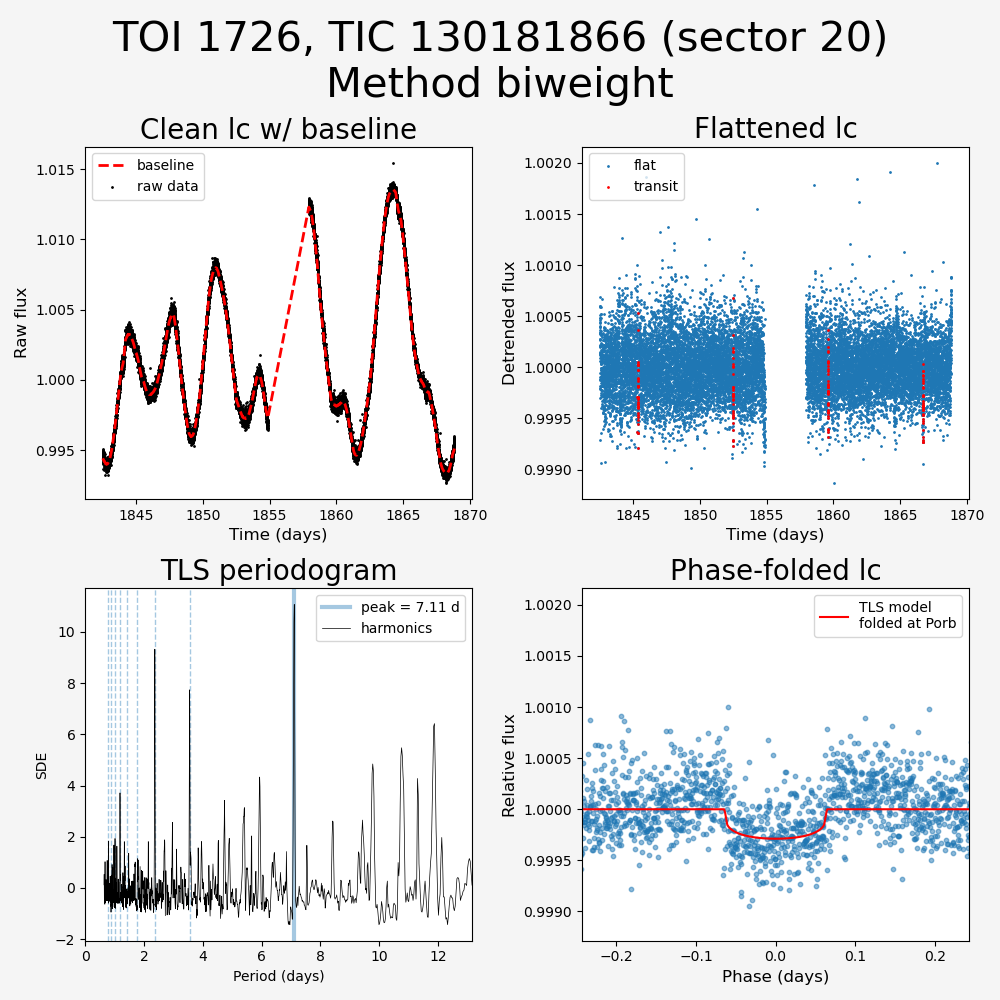 TOI 1726, TIC 130181866 (sector 20)
Method biweight
Clean lc w/ baseline
baseline
raw data
1.015
1.010
1.005
1.000
0.995
Raw flux
1845
1850
1855
1860
1865
1870
Time (days)
Flattened lc
flat
transit
1.0020
1.0015
1.0010
1.0005
1.0000
0.9995
0.9990
Detrended flux
1845
1850
1855
1860
1865
1870
Time (days)
TLS periodogram
peak = 7.11 d
harmonics
10
8
6
4
2
0
−2
SDE
0
2
4
6
8
10
12
Period (days)
Phase-folded lc
TLS model
folded at Porb
1.0020
1.0015
1.0010
1.0005
1.0000
0.9995
0.9990
Relative flux
−0.2
−0.1
0.0
0.1
0.2
Phase (days)